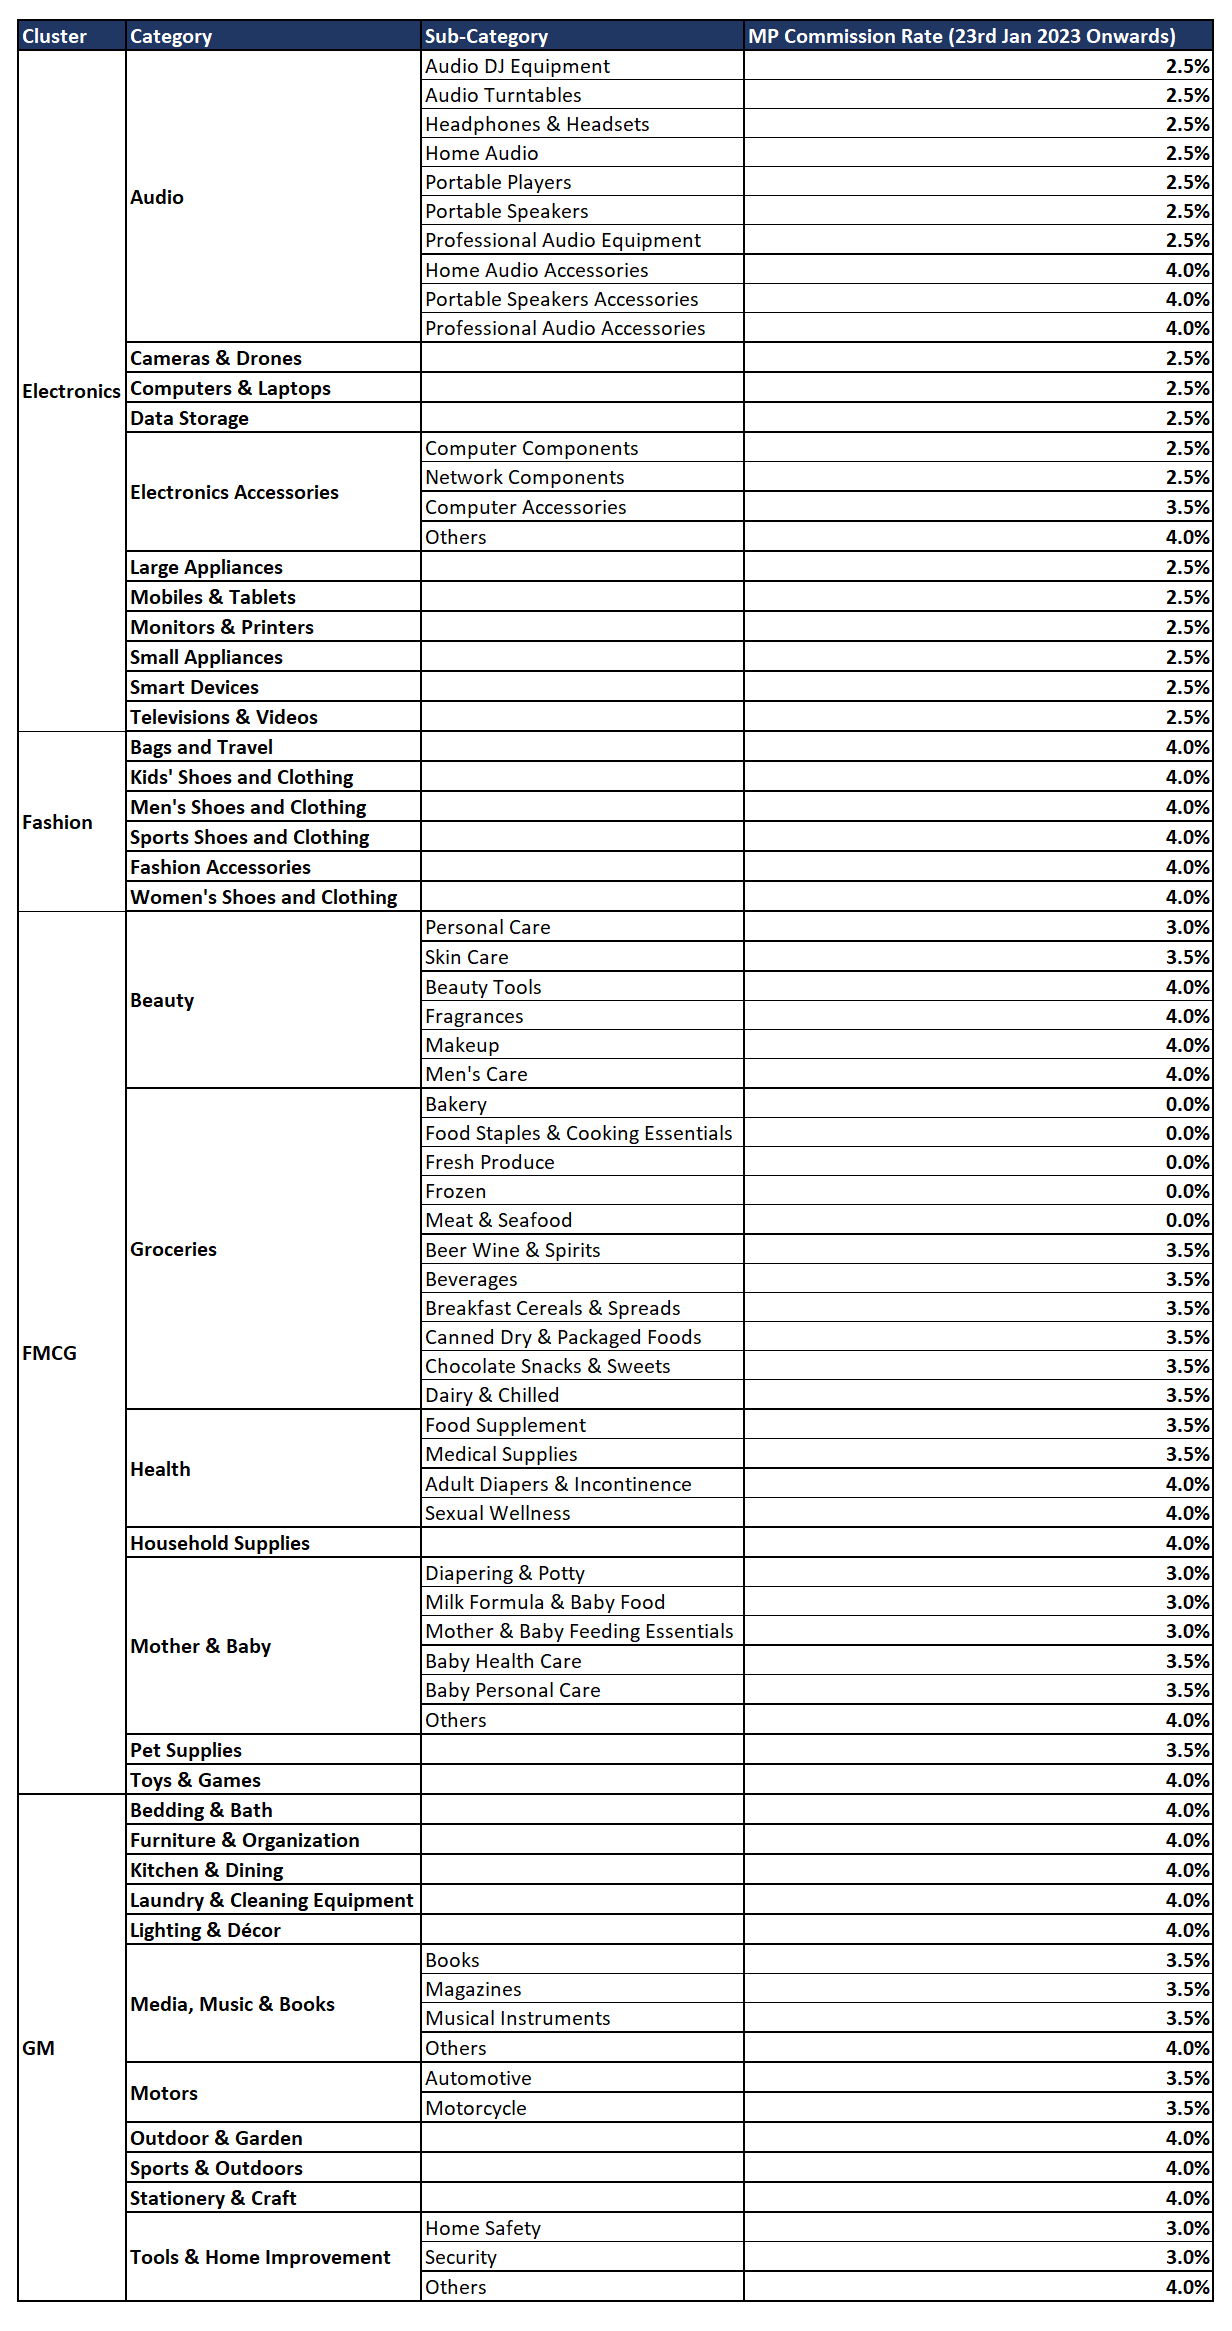 Cluster Category Sub-Category MP Commission Rate (23rd Jan 2023 Onwards)
Electronics
Audio
Audio DJ Equipment 2.5%
Audio Turntables 2.5%
Headphones & Headsets 2.5%
Home Audio 2.5%
Portable Players 2.5%
Portable Speakers 2.5%
Professional Audio Equipment 2.5%
Home Audio Accessories 4.0%
Portable Speakers Accessories 4.0%
Professional Audio Accessories 4.0%
Cameras & Drones 2.5%
Computers & Laptops 2.5%
Data Storage 2.5%
Electronics Accessories
Computer Components 2.5%
Network Components 2.5%
Computer Accessories 3.5%
Others 4.0%
Large Appliances 2.5%
Mobiles & Tablets 2.5%
Monitors & Printers 2.5%
Small Appliances 2.5%
Smart Devices 2.5%
Televisions & Videos 2.5%
Fashion
Bags and Travel 4.0%
Kids' Shoes and Clothing 4.0%
Men's Shoes and Clothing 4.0%
Sports Shoes and Clothing 4.0%
Fashion Accessories 4.0%
Women's Shoes and Clothing 4.0%
FMCG
Beauty
Personal Care 3.0%
Skin Care 3.5%
Beauty Tools 4.0%
Fragrances 4.0%
Makeup 4.0%
Men's Care 4.0%
Groceries
Bakery 0.0%
Food Staples & Cooking Essentials 0.0%
Fresh Produce 0.0%
Frozen 0.0%
Meat & Seafood 0.0%
Beer Wine & Spirits 3.5%
Beverages 3.5%
Breakfast Cereals & Spreads 3.5%
Canned Dry & Packaged Foods 3.5%
Chocolate Snacks & Sweets 3.5%
Dairy & Chilled 3.5%
Health
Food Supplement 3.5%
Medical Supplies 3.5%
Adult Diapers & Incontinence 4.0%
Sexual Wellness 4.0%
Household Supplies 4.0%
Mother & Baby
Diapering & Potty 3.0%
Milk Formula & Baby Food 3.0%
Mother & Baby Feeding Essentials 3.0%
Baby Health Care 3.5%
Baby Personal Care 3.5%
Others 4.0%
Pet Supplies 3.5%
Toys & Games 4.0%
GM
Bedding & Bath 4.0%
Furniture & Organization 4.0%
Kitchen & Dining 4.0%
Laundry & Cleaning Equipment 4.0%
Lighting & Décor 4.0%
Media, Music & Books
Books 3.5%
Magazines 3.5%
Musical Instruments 3.5%
Others 4.0%
Motors
Automotive 3.5%
Motorcycle 3.5%
Outdoor & Garden 4.0%
Sports & Outdoors 4.0%
Stationery & Craft 4.0%
Tools & Home Improvement
Home Safety 3.0%
Security 3.0%
Others 4.0%